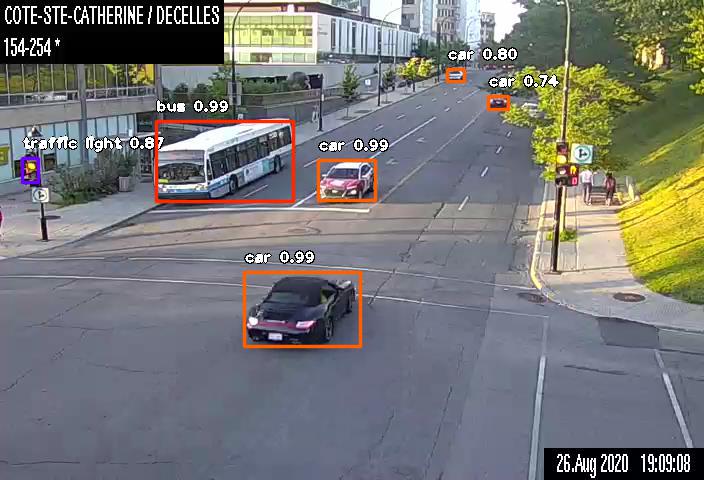 COTE-STE-CATHERINE / DECELLES
154-254 *
car 0.80
car 0.74
bus 0.99
traffic light 0.87
car 0.99
car 0.99
26.Aug 2020 19:09:08